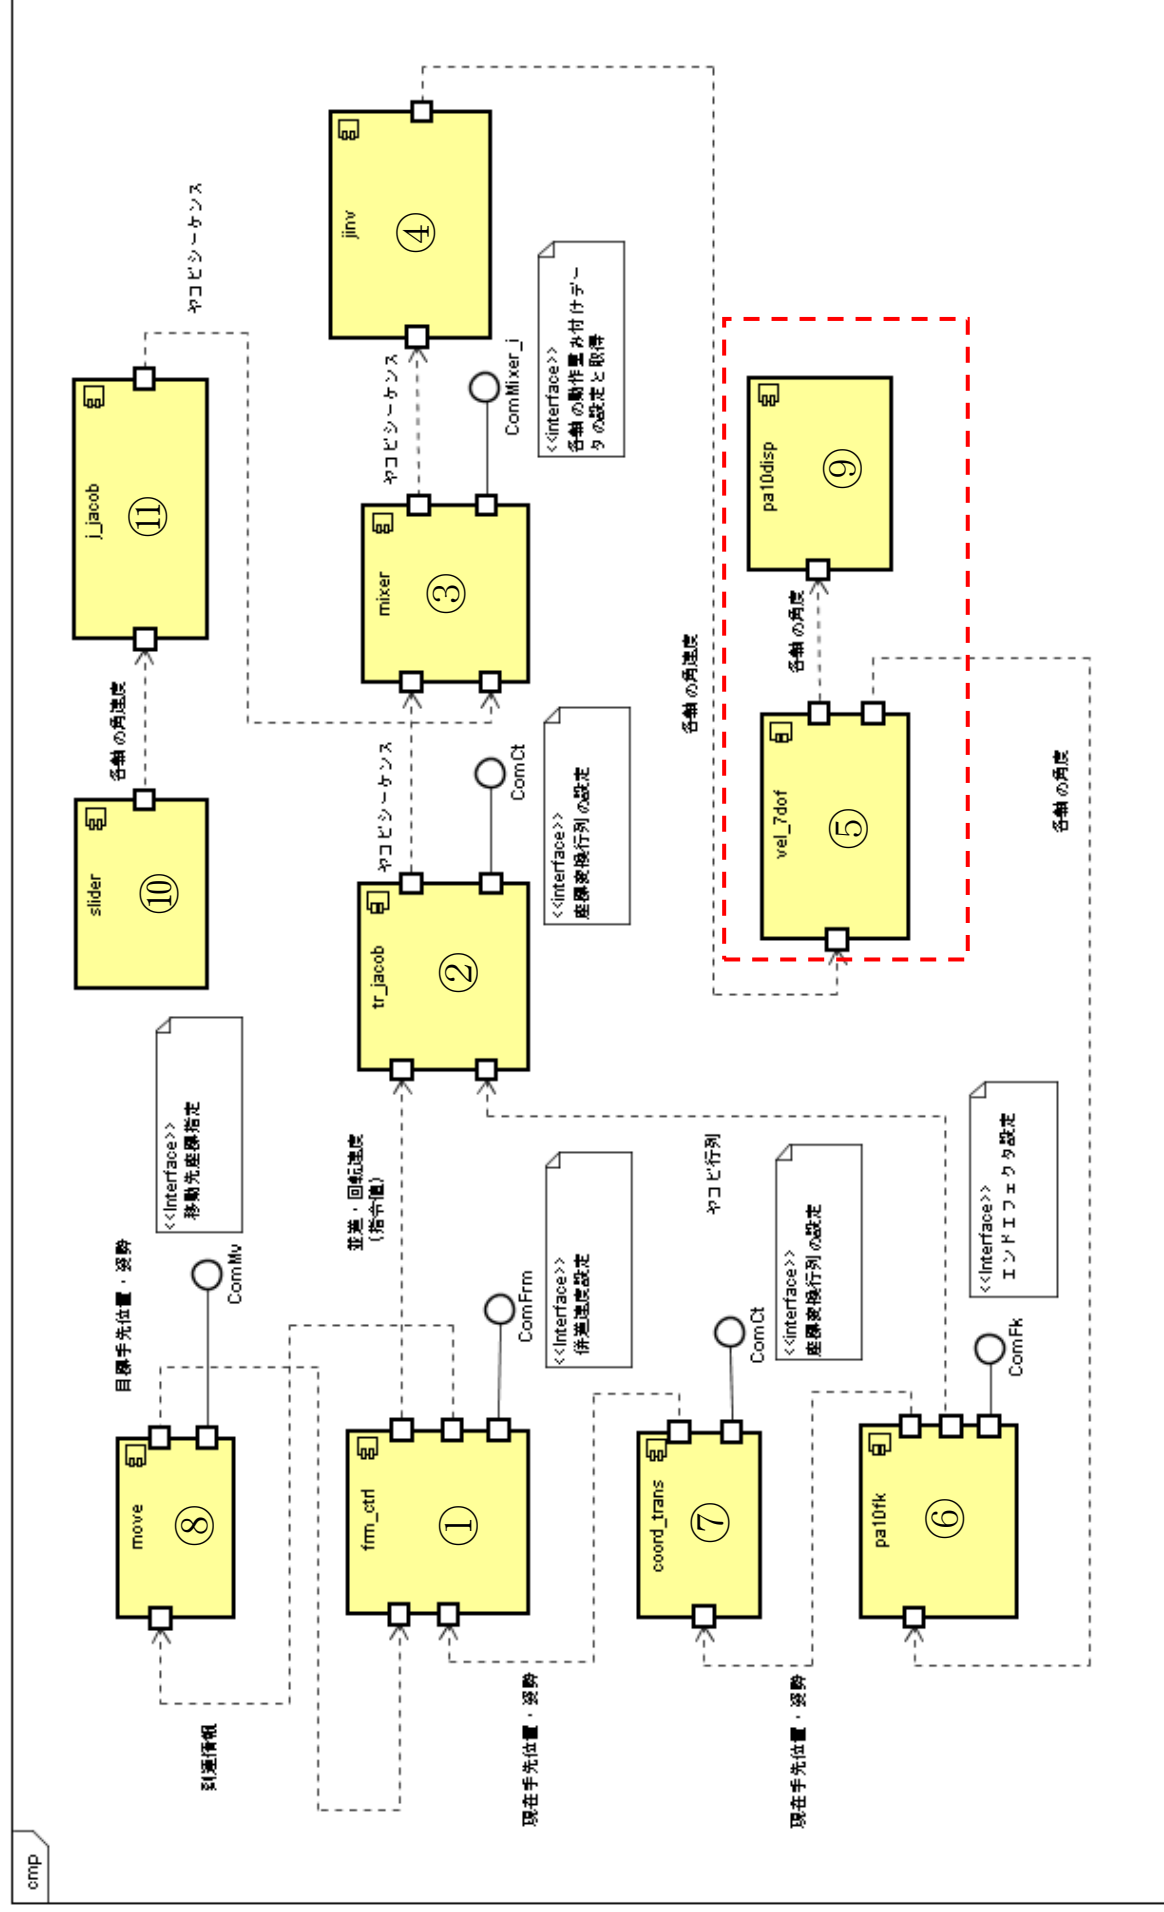 cmp
move
⑧
目標手先位置・姿勢
ComMv
<<Interface>>
移動先座標指定
到達情報
slider
⑩
各軸の角速度
j_jacob
⑪
ヤコビシーケンス
frm_ctrl
①
並進・回転速度
(指令値)
ComFrm
<<Interface>>
併進速度設定
現在手先位置・姿勢
tr_jacob
②
ヤコビシーケンス
ComCt
<<interface>>
座標変換行列の設定
mixer
③
ヤコビシーケンス
ComMixer_i
<<interface>>
各軸の動作重み付けデー
タの設定と取得
jinv
④
各軸の角速度
coord_trans
⑦
ComCt
<<interface>>
座標変換行列の設定
ヤコビ行列
現在手先位置・姿勢
vel_7dof
⑤
各軸の角度
pa10disp
⑨
pa10fk
⑥
ComFk
<<Interface>>
エンドエフェクタ設定
各軸の角度